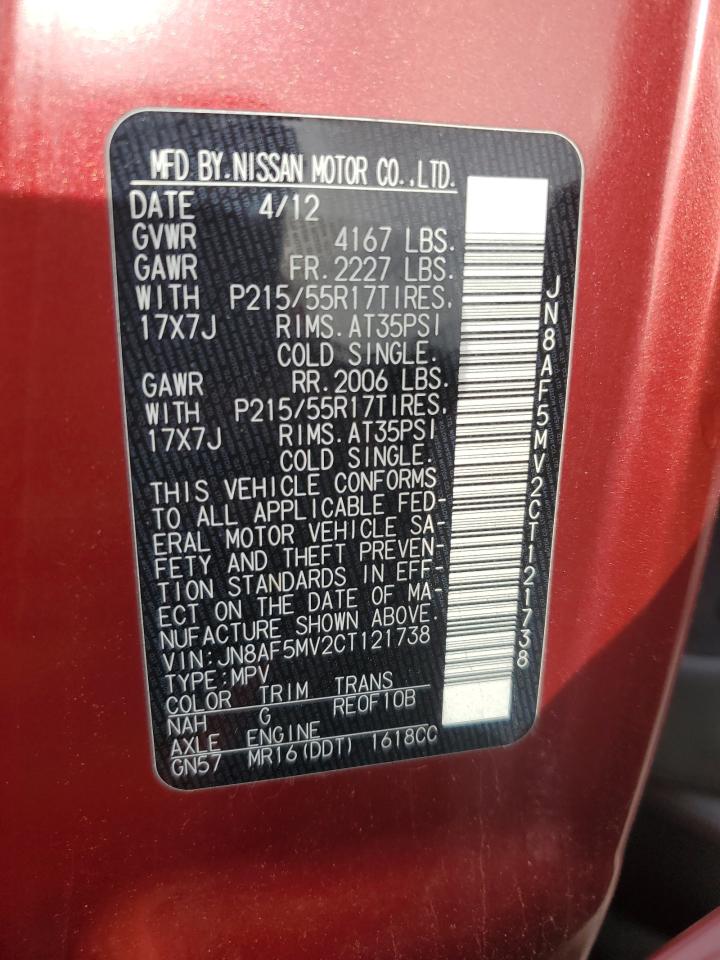 MFD BY.NISSAN MOTOR CO.,LTD.
DATE 4/12
GVWR 4167 LBS.
GAWR FR. 2227 LBS.
WITH P215/55R17TIRES.
17X7J RIMS. AT35PSI
COLD SINGLE.
GAWR RR. 2006 LBS.
WITH P215/55R17TIRES.
17X7J RIMS. AT35PSI
COLD SINGLE.
THIS VEHICLE CONFORMS
TO ALL APPLICABLE FED-
ERAL MOTOR VEHICLE SA-
FETY AND THEFT PREVEN-
TION STANDARDS IN EFF-
ECT ON THE DATE OF MA-
NUFACTURE SHOWN ABOVE.
VIN:JN8AF5MV2CT121738
TYPE:MPV
COLOR TRIM TRANS
NAH G RE0F10B
AXLE ENGINE
GN57 MR16(DDT) 1618CC
JN8AF5MV2CT121738